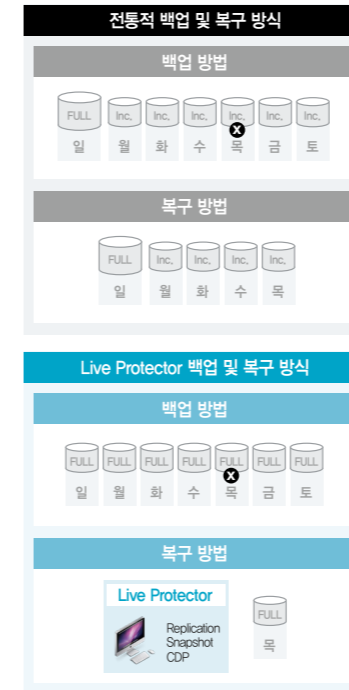 전통적 백업 및 복구 방식
백업 방법
FULL Inc. Inc. Inc. Inc. Inc. Inc.
X
일 월 화 수 목 금 토
복구 방법
FULL Inc. Inc. Inc. Inc.
일 월 화 수 목
Live Protector 백업 및 복구 방식
백업 방법
FULL FULL FULL FULL FULL FULL FULL
X
일 월 화 수 목 금 토
복구 방법
Live Protector
Replication
Snapshot
CDP
FULL
목